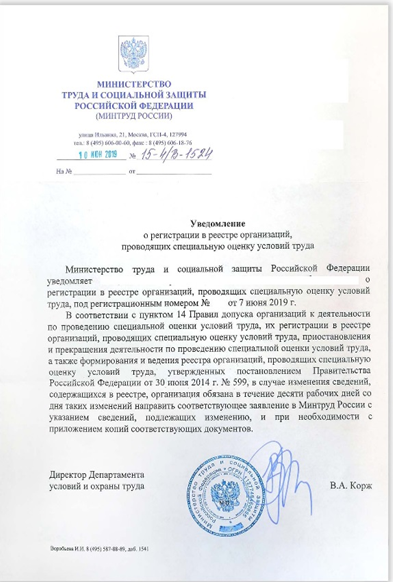 МИНИСТЕРСТВО
ТРУДА И СОЦИАЛЬНОЙ ЗАЩИТЫ
РОССИЙСКОЙ ФЕДЕРАЦИИ
(МИНТРУД РОССИИ)
улица Ильинка, 21, Москва, ГСП-4, 127994
тел.: 8 (495) 606-00-60, факс : 8 (495) 606-18-76
10 ИЮН 2019 № 15-4/В-1524
На № от
Уведомление
о регистрации в реестре организаций,
проводящих специальную оценку условий труда
Министерство труда и социальной защиты Российской Федерации
уведомляет о
регистрации в реестре организаций, проводящих специальную оценку условий
труда, под регистрационным номером № от 7 июня 2019 г.
В соответствии с пунктом 14 Правил допуска организаций к деятельности
по проведению специальной оценки условий труда, их регистрации в реестре
организаций, проводящих специальную оценку условий труда, приостановления
и прекращения деятельности по проведению специальной оценки условий труда,
а также формирования и ведения реестра организаций, проводящих специальную
оценку условий труда, утвержденных постановлением Правительства
Российской Федерации от 30 июня 2014 г. № 599, в случае изменения сведений,
содержащихся в реестре, организация обязана в течение десяти рабочих дней со
дня таких изменений направить соответствующее заявление в Минтруд России с
указанием сведений, подлежащих изменению, и при необходимости с
приложением копий соответствующих документов.
Директор Департамента
условий и охраны труда
В.А. Корж
Воробьева Н.И. 8 (495) 587-88-89, доб. 1541